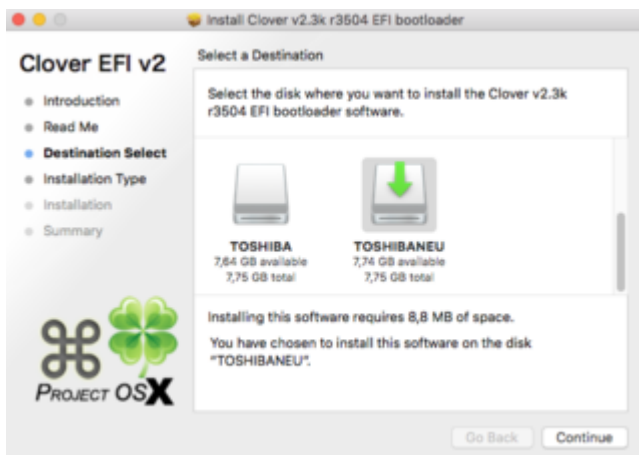 Install Clover v2.3k r3504 EFI bootloader
Clover EFI v2
Introduction
Read Me
Destination Select
Installation Type
Installation
Summary
Select a Destination
Select the disk where you want to install the Clover v2.3k
r3504 EFI bootloader software.
TOSHIBA
7,64 GB available
7,75 GB total
TOSHIBANEU
7,74 GB available
7,75 GB total
Installing this software requires 8,8 MB of space.
You have chosen to install this software on the disk
"TOSHIBANEU".
PROJECT OSX
Go Back
Continue